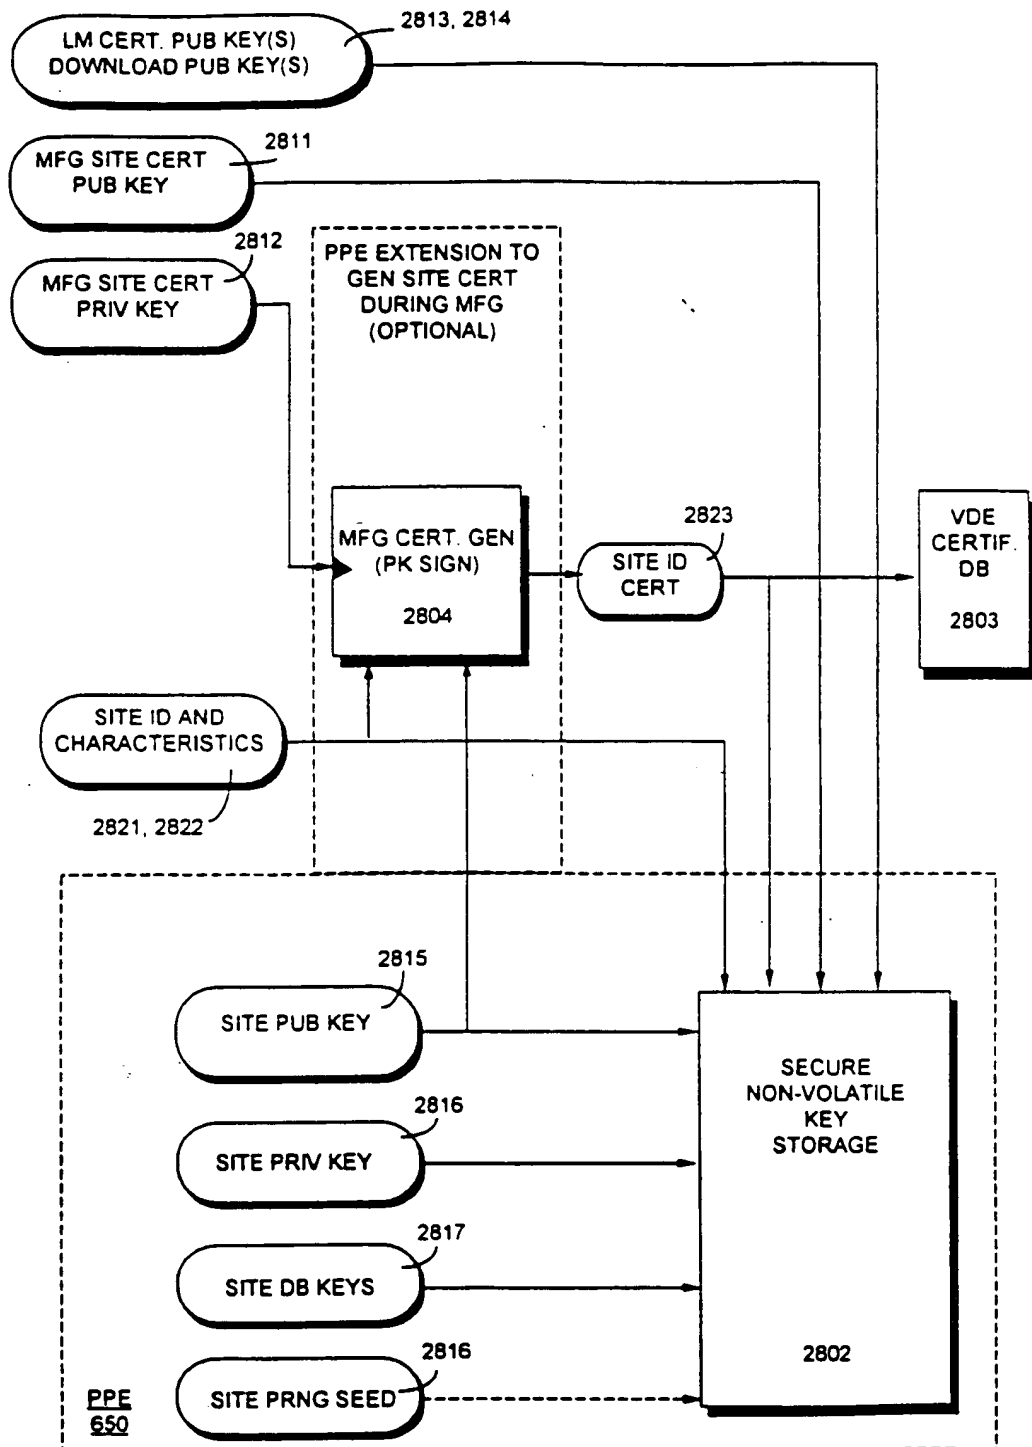 2813, 2814
LM CERT. PUB KEY(S)
DOWNLOAD PUB KEY(S)
2811
MFG SITE CERT
PUB KEY
2812
MFG SITE CERT
PRIV KEY
PPE EXTENSION TO
GEN SITE CERT
DURING MFG
(OPTIONAL)
MFG CERT. GEN
(PK SIGN)
2804
2823
SITE ID
CERT
VDE
CERTIF.
DB
2803
SITE ID AND
CHARACTERISTICS
2821, 2822
2815
SITE PUB KEY
2816
SITE PRIV KEY
2817
SITE DB KEYS
2816
SITE PRNG SEED
SECURE
NON-VOLATILE
KEY
STORAGE
2802
PPE
650